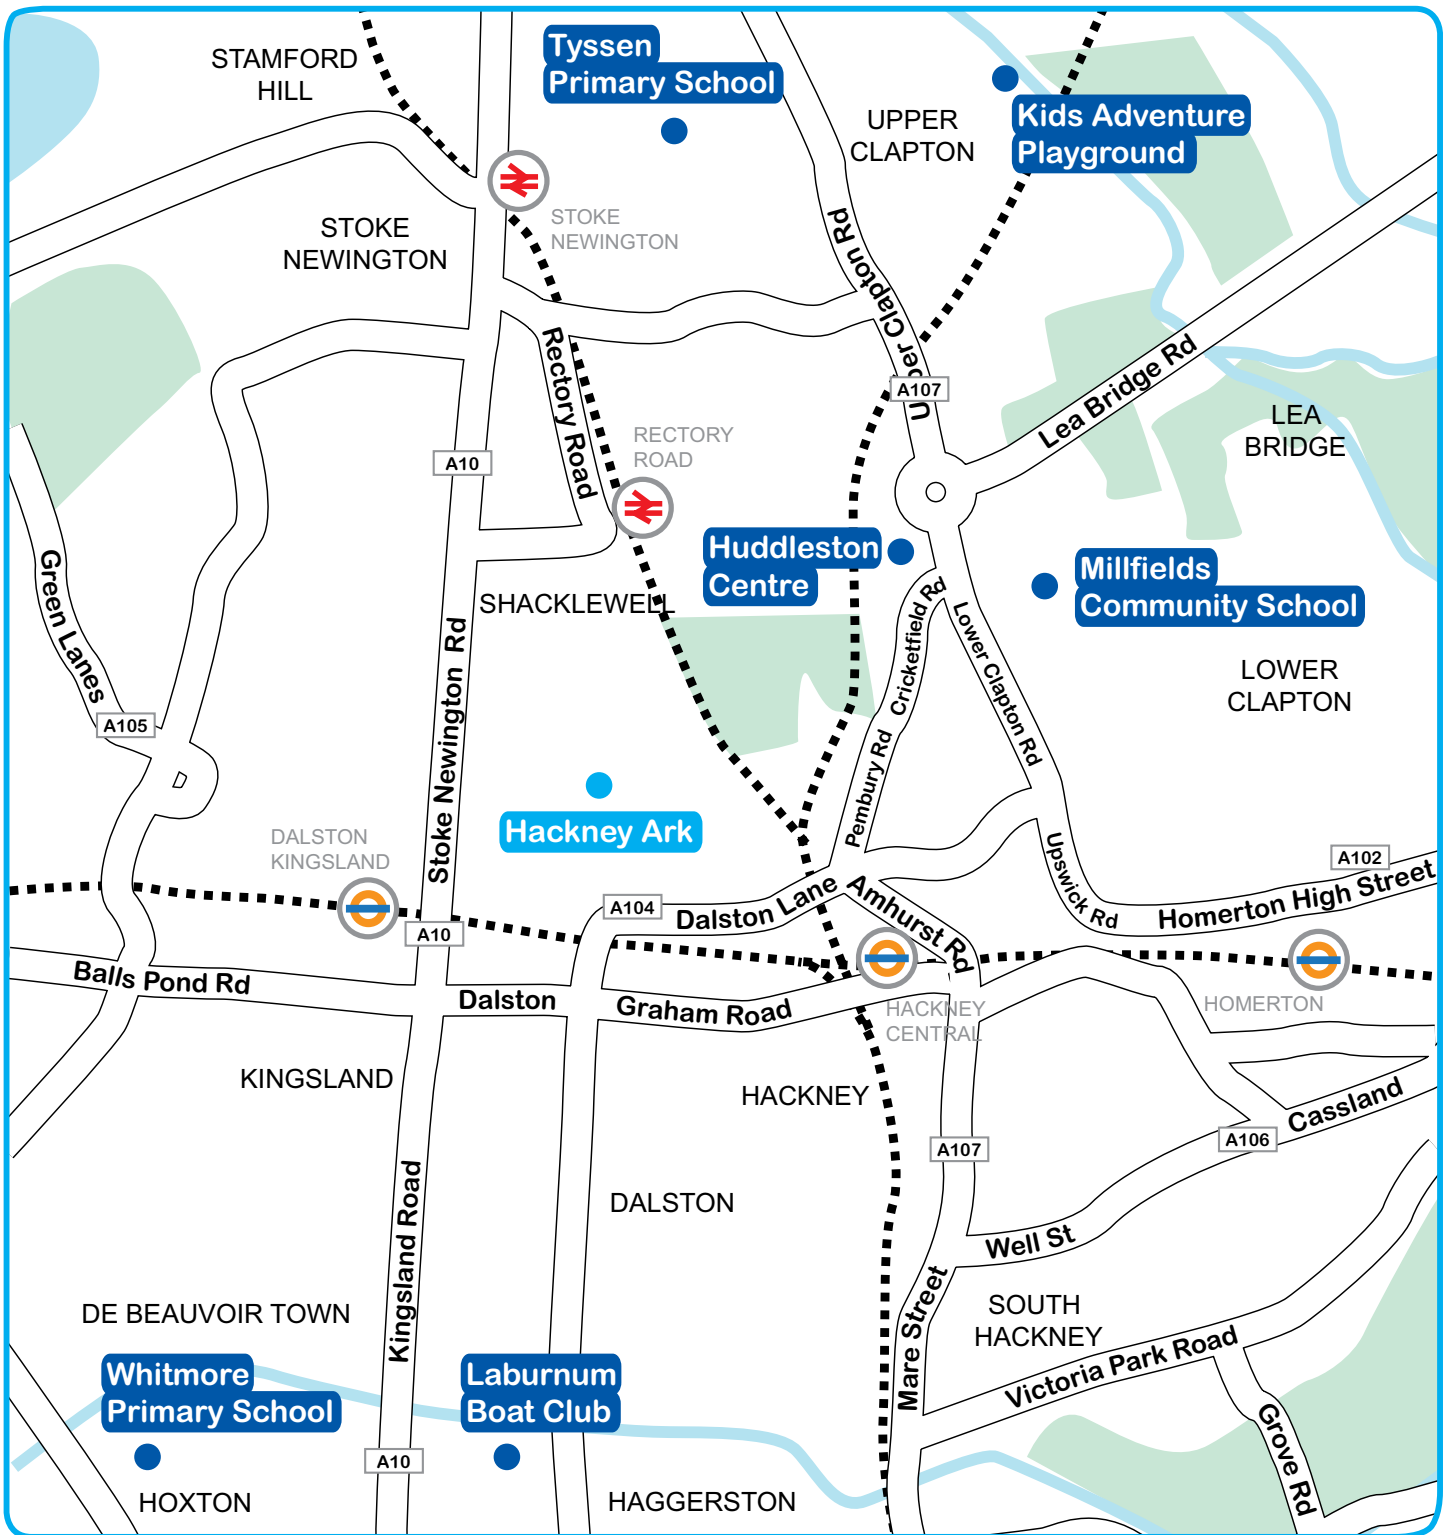 Tyssen
Primary School
STAMFORD
HILL
UPPER
CLAPTON
Kids Adventure
Playground
STOKE
NEWINGTON
STOKE
NEWINGTON
Upper Clapton Rd
A107
Rectory Road
Lea Bridge Rd
LEA
BRIDGE
RECTORY
ROAD
A10
Huddleston
Centre
Millfields
Community School
SHACKLEWELL
Green Lanes
Cricketfield Rd
Lower Clapton Rd
LOWER
CLAPTON
Stoke Newington Rd
A105
Pembury Rd
Hackney Ark
DALSTON
KINGSLAND
Upswick Rd
A102
Homerton High Street
A104
Dalston Lane
Amhurst Rd
A10
Balls Pond Rd
Dalston
Graham Road
HACKNEY
CENTRAL
HOMERTON
KINGSLAND
HACKNEY
Cassland
A106
A107
Kingsland Road
DALSTON
Well St
Mare Street
SOUTH
HACKNEY
DE BEAUVOIR TOWN
Victoria Park Road
Whitmore
Primary School
Laburnum
Boat Club
Grove Rd
A10
HOXTON
HAGGERSTON